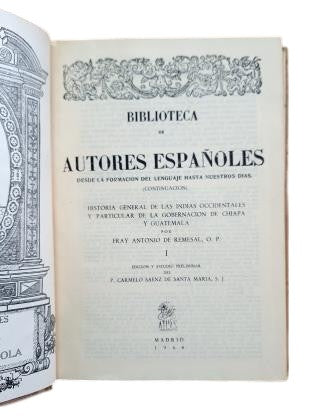 BIBLIOTECA
DE
AUTORES ESPAÑOLES
DESDE LA FORMACION DEL LENGUAJE HASTA NUESTROS DIAS
(CONTINUACION)
HISTORIA GENERAL DE LAS INDIAS OCCIDENTALES
Y PARTICULAR DE LA GOBERNACION DE CHIAPA
Y GUATEMALA
POR
FRAY ANTONIO DE REMESAL, O. P.
I
EDICION Y ESTUDIO PRELIMINAR
DEL
P. CARMELO SAENZ DE SANTA MARIA, S. J.
MADRID
ES
OLA